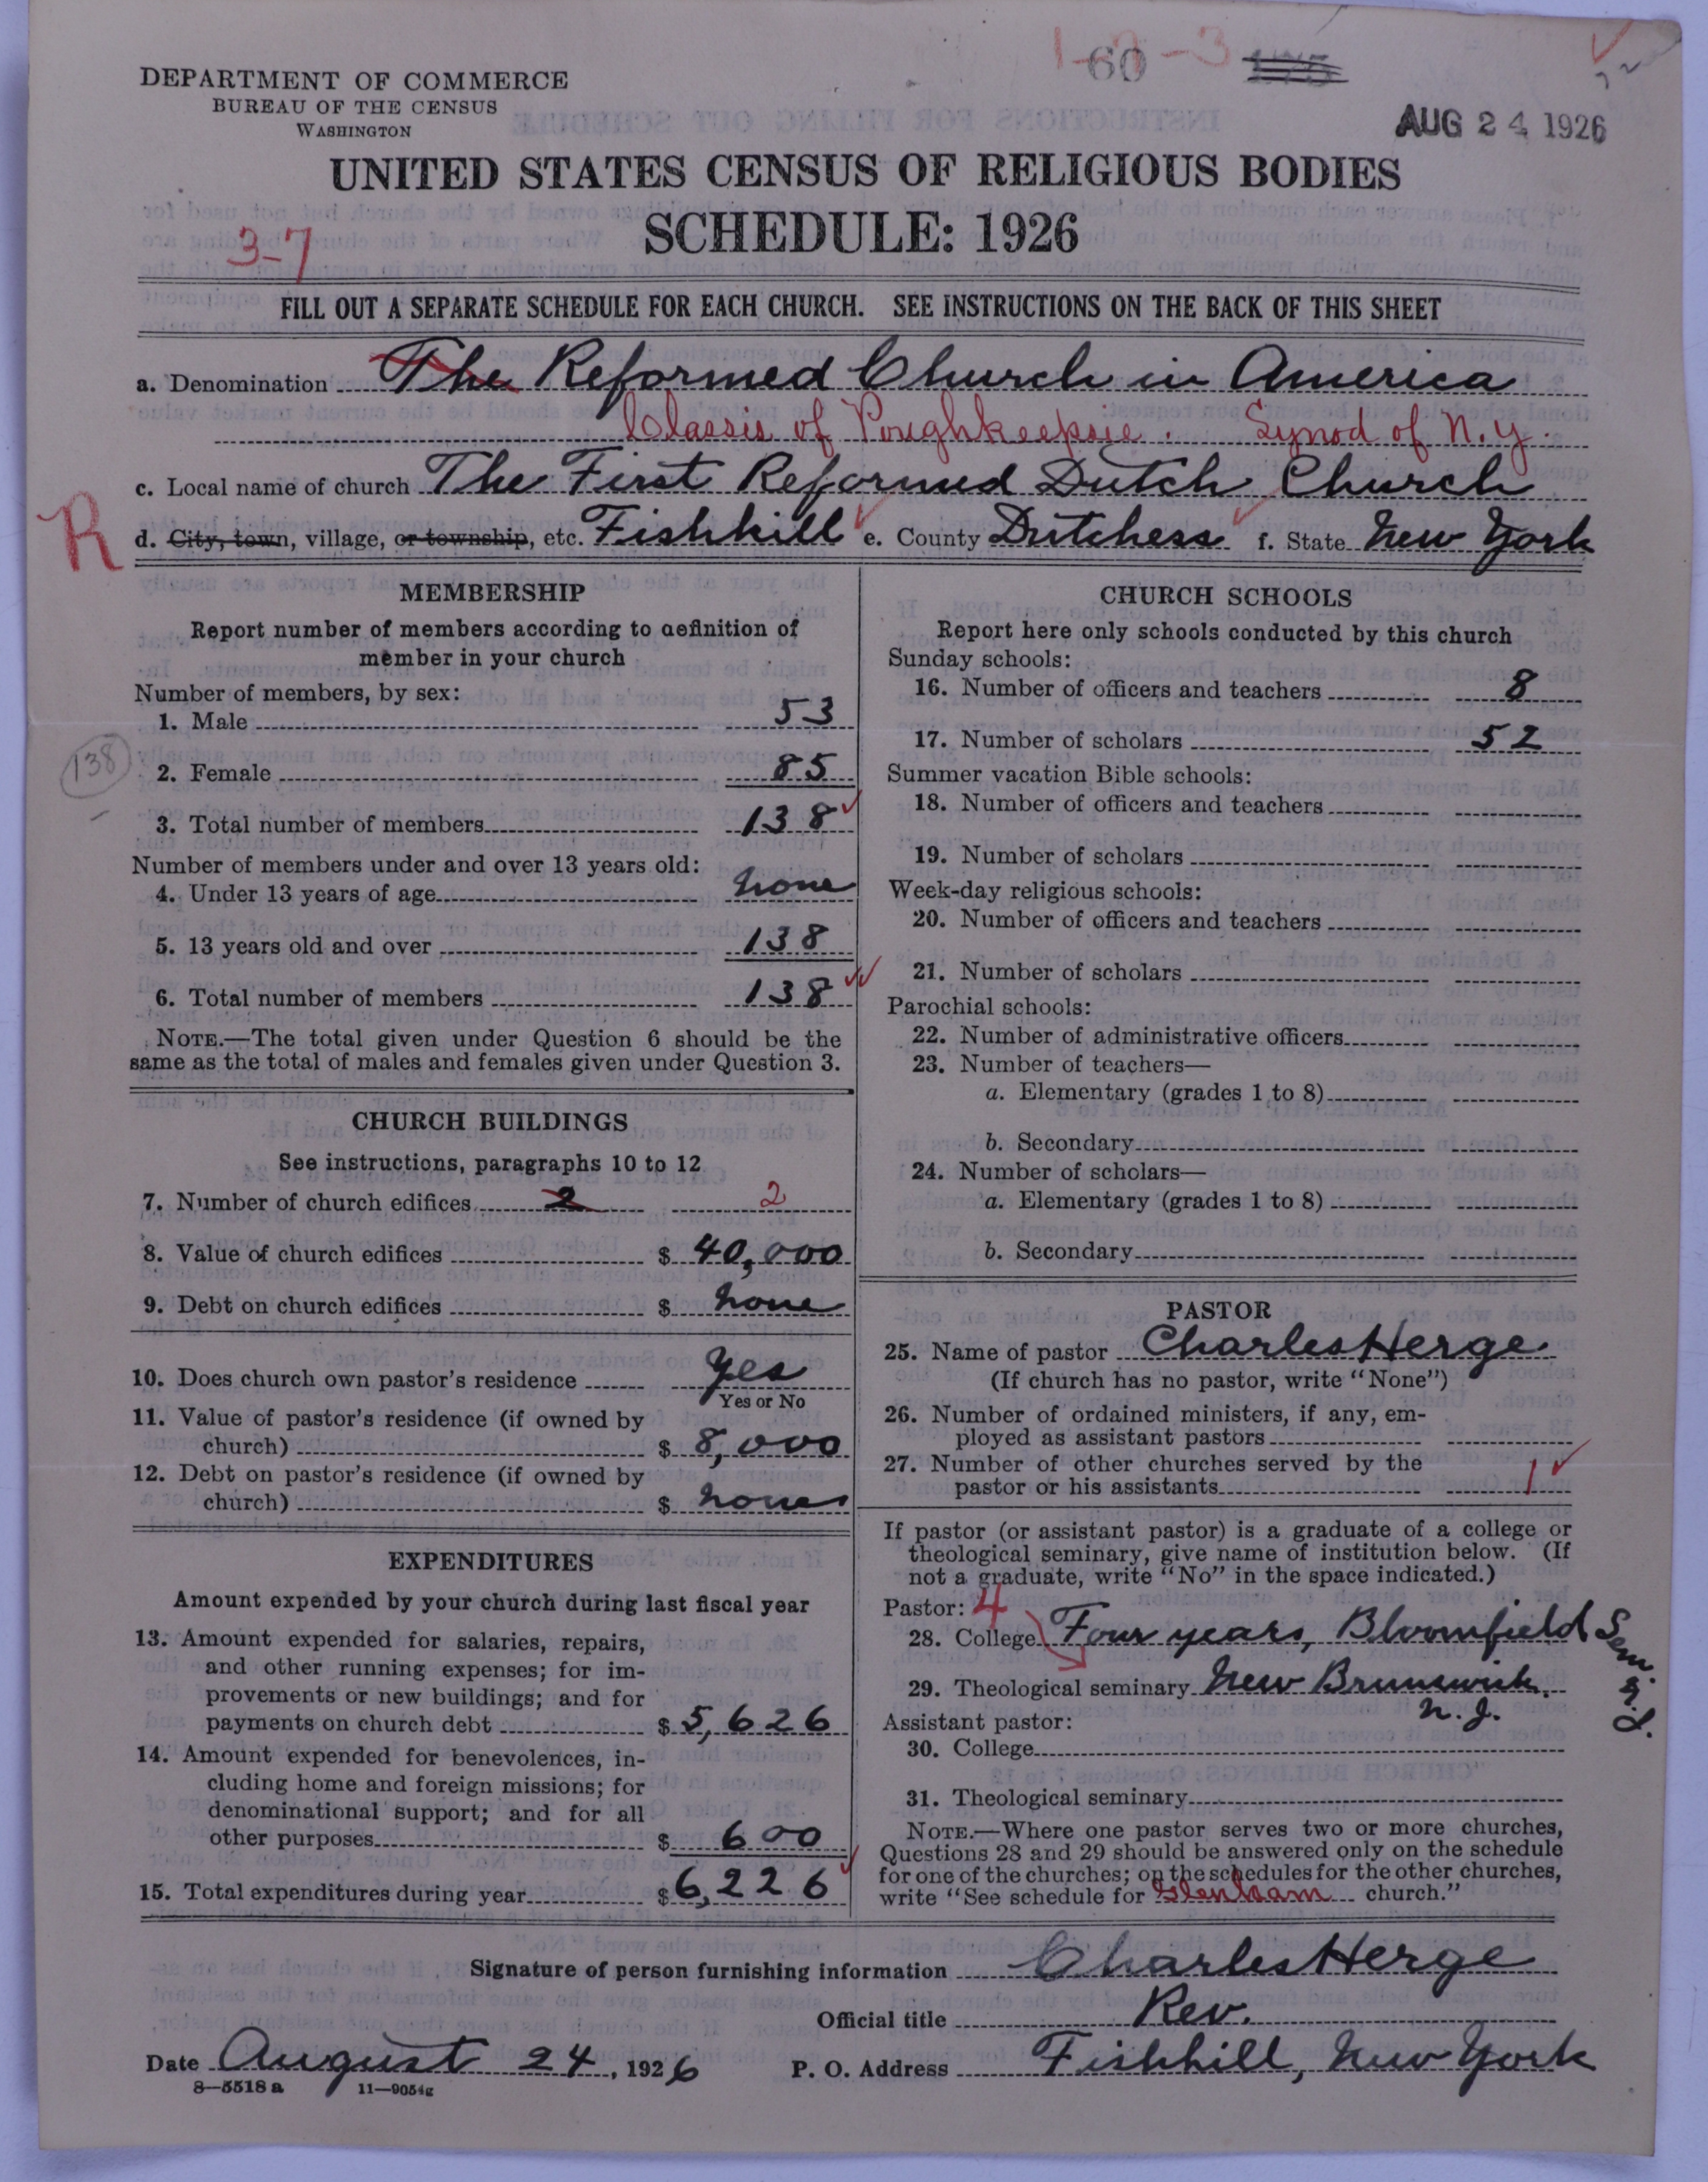 1-2-3
60
DEPARTMENT OF COMMERCE
BUREAU OF THE CENSUS
WASHINGTON
AUG 24 1926
UNITED STATES CENSUS OF RELIGIOUS BODIES
SCHEDULE: 1926
3-7
FILL OUT A SEPARATE SCHEDULE FOR EACH CHURCH. SEE INSTRUCTIONS ON THE BACK OF THIS SHEET
a. Denomination The Reformed Church in America
Classis of Poughkeepsie. Synod of N.Y.
c. Local name of church The First Reformed Dutch Church
R
d. City, town, village, or township, etc. Fishkill e. County Dutchess f. State New York
MEMBERSHIP
Report number of members according to definition of
member in your church
Number of members, by sex:
1. Male 53
138
2. Female 85
3. Total number of members 138
Number of members under and over 13 years old:
4. Under 13 years of age none
5. 13 years old and over 138
6. Total number of members 138
NOTE.—The total given under Question 6 should be the
same as the total of males and females given under Question 3.
CHURCH BUILDINGS
See instructions, paragraphs 10 to 12
7. Number of church edifices 2 2
8. Value of church edifices $ 40,000
9. Debt on church edifices $ none
10. Does church own pastor's residence Yes
Yes or No
11. Value of pastor's residence (if owned by
church) $ 8,000
12. Debt on pastor's residence (if owned by
church) $ none
EXPENDITURES
Amount expended by your church during last fiscal year
13. Amount expended for salaries, repairs,
and other running expenses; for im-
provements or new buildings; and for
payments on church debt $ 5,626
14. Amount expended for benevolences, in-
cluding home and foreign missions; for
denominational support; and for all
other purposes $ 600
15. Total expenditures during year $ 6,226
CHURCH SCHOOLS
Report here only schools conducted by this church
Sunday schools:
16. Number of officers and teachers 8
17. Number of scholars 52
Summer vacation Bible schools:
18. Number of officers and teachers
19. Number of scholars
Week-day religious schools:
20. Number of officers and teachers
21. Number of scholars
Parochial schools:
22. Number of administrative officers
23. Number of teachers—
a. Elementary (grades 1 to 8)
b. Secondary
24. Number of scholars—
a. Elementary (grades 1 to 8)
b. Secondary
PASTOR
25. Name of pastor Charles Herge
(If church has no pastor, write "None")
26. Number of ordained ministers, if any, em-
ployed as assistant pastors
27. Number of other churches served by the
pastor or his assistants 1
If pastor (or assistant pastor) is a graduate of a college or
theological seminary, give name of institution below. (If
not a graduate, write "No" in the space indicated.)
Pastor: 4
28. College Four years, Bloomfield Sem. N.J.
29. Theological seminary New Brunswick,
N.J.
Assistant pastor:
30. College
31. Theological seminary
NOTE.—Where one pastor serves two or more churches,
Questions 28 and 29 should be answered only on the schedule
for one of the churches; on the schedules for the other churches,
write "See schedule for Glenham church."
Signature of person furnishing information Charles Herge
Official title Rev.
Date August 24, 1926 P. O. Address Fishkill, New York
8—5518 a 11—9054g